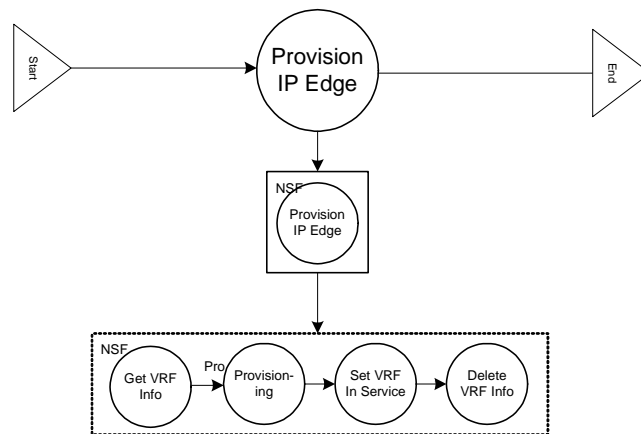 Start
Provision
IP Edge
End
NSF
Provision
IP Edge
NSF
Get VRF
Info
Pro
Provision-
ing
Set VRF
In Service
Delete
VRF Info